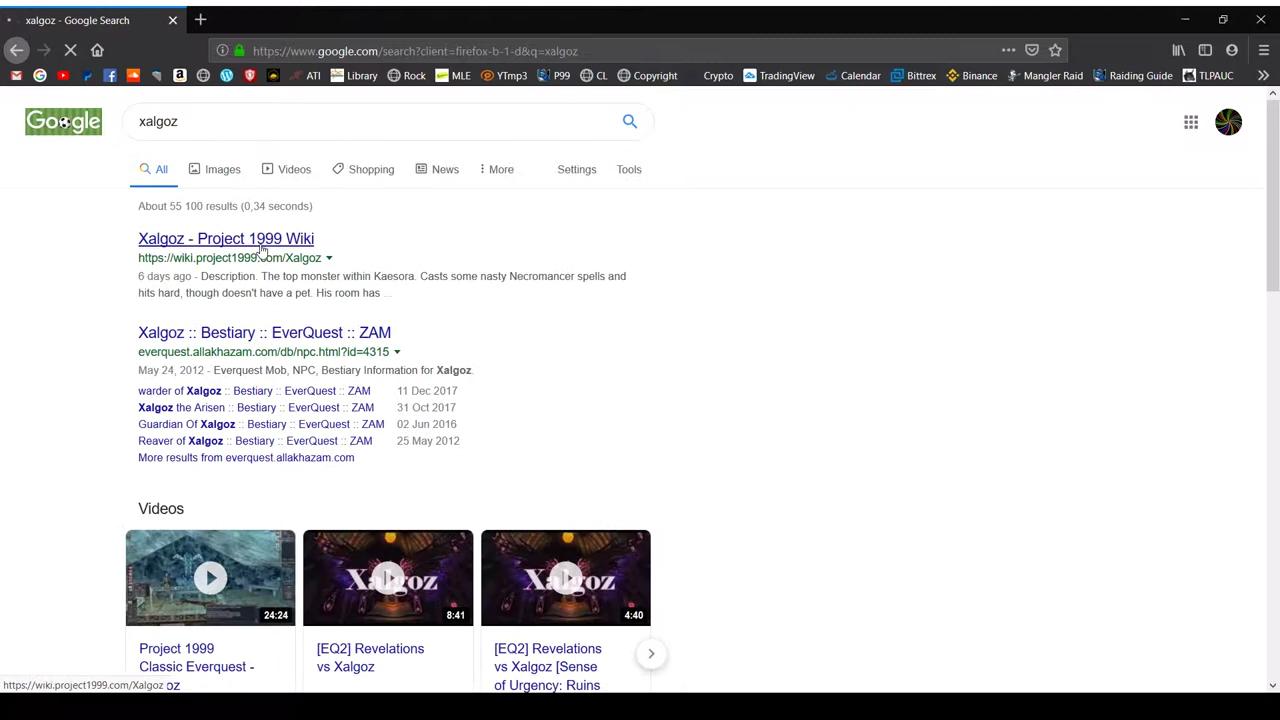 xalgoz - Google Search
https://www.google.com/search?client=firefox-b-1-d&q=xalgoz
ATI Library Rock MLE YTmp3 P99 CL Copyright Crypto TradingView Calendar Bittrex Binance Mangler Raid Raiding Guide TLPAUC
Google xalgoz
All Images Videos Shopping News More Settings Tools
About 55 100 results (0,34 seconds)
Xalgoz - Project 1999 Wiki
https://wiki.project1999.com/Xalgoz
6 days ago - Description. The top monster within Kaesora. Casts some nasty Necromancer spells and
hits hard, though doesn't have a pet. His room has ...
Xalgoz :: Bestiary :: EverQuest :: ZAM
everquest.allakhazam.com/db/npc.html?id=4315
May 24, 2012 - Everquest Mob, NPC, Bestiary Information for Xalgoz.
warder of Xalgoz :: Bestiary :: EverQuest :: ZAM 11 Dec 2017
Xalgoz the Arisen :: Bestiary :: EverQuest :: ZAM 31 Oct 2017
Guardian Of Xalgoz :: Bestiary :: EverQuest :: ZAM 02 Jun 2016
Reaver of Xalgoz :: Bestiary :: EverQuest :: ZAM 25 May 2012
More results from everquest.allakhazam.com
Videos
Xalgoz Xalgoz
24:24 8:41 4:40
Project 1999 [EQ2] Revelations [EQ2] Revelations
Classic Everquest - vs Xalgoz vs Xalgoz [Sense
oz of Urgency: Ruins
https://wiki.project1999.com/Xalgoz